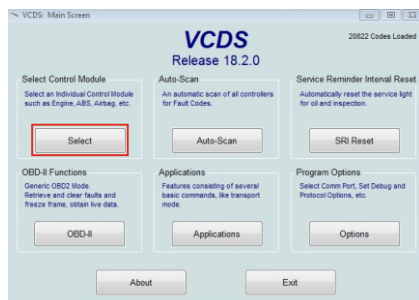 VCDS: Main Screen
VCDS
Release 18.2.0
20822 Codes Loaded
Select Control Module
Select an Individual Control Module
such as Engine, ABS, Airbag, etc.
Select
Auto-Scan
An automatic scan of all controllers
for Fault Codes.
Auto-Scan
Service Reminder Interval Reset
Automatically reset the service light
for oil and inspection.
SRI Reset
OBD-II Functions
Generic OBD2 Mode.
Retrieve and clear faults and
freeze frame, obtain live data.
OBD-II
Applications
Features consisting of several
basic commands, like transport
mode.
Applications
Program Options
Select Comm Port, Set Debug and
Protocol Options, etc.
Options
About
Exit